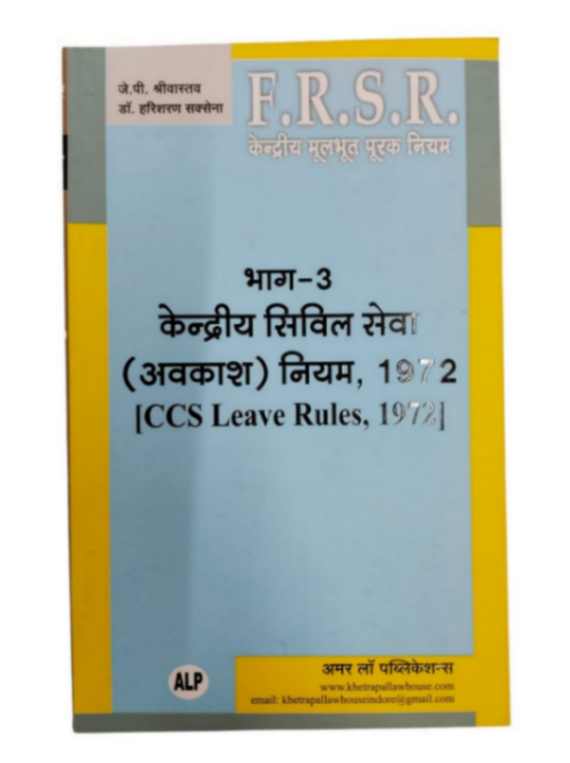 जे.पी. श्रीवास्तव
डॉ. हरिशरण सक्सेना
F.R.S.R.
केन्द्रीय मूलभूत पूरक नियम
भाग-3
केन्द्रीय सिविल सेवा
(अवकाश) नियम, 1972
[CCS Leave Rules, 1972]
ALP
अमर लॉ पब्लिकेशन्स
www.khetrapallawhouse.com
email: khetrapallawhouseindore@gmail.com